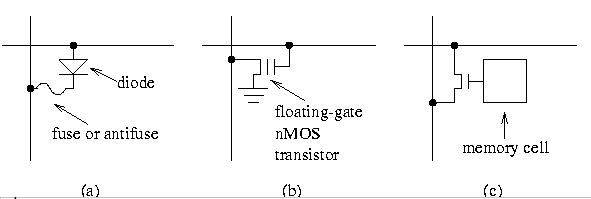 diode
fuse or antifuse
floating-gate
nMOS
transistor
memory cell
(a)
(b)
(c)